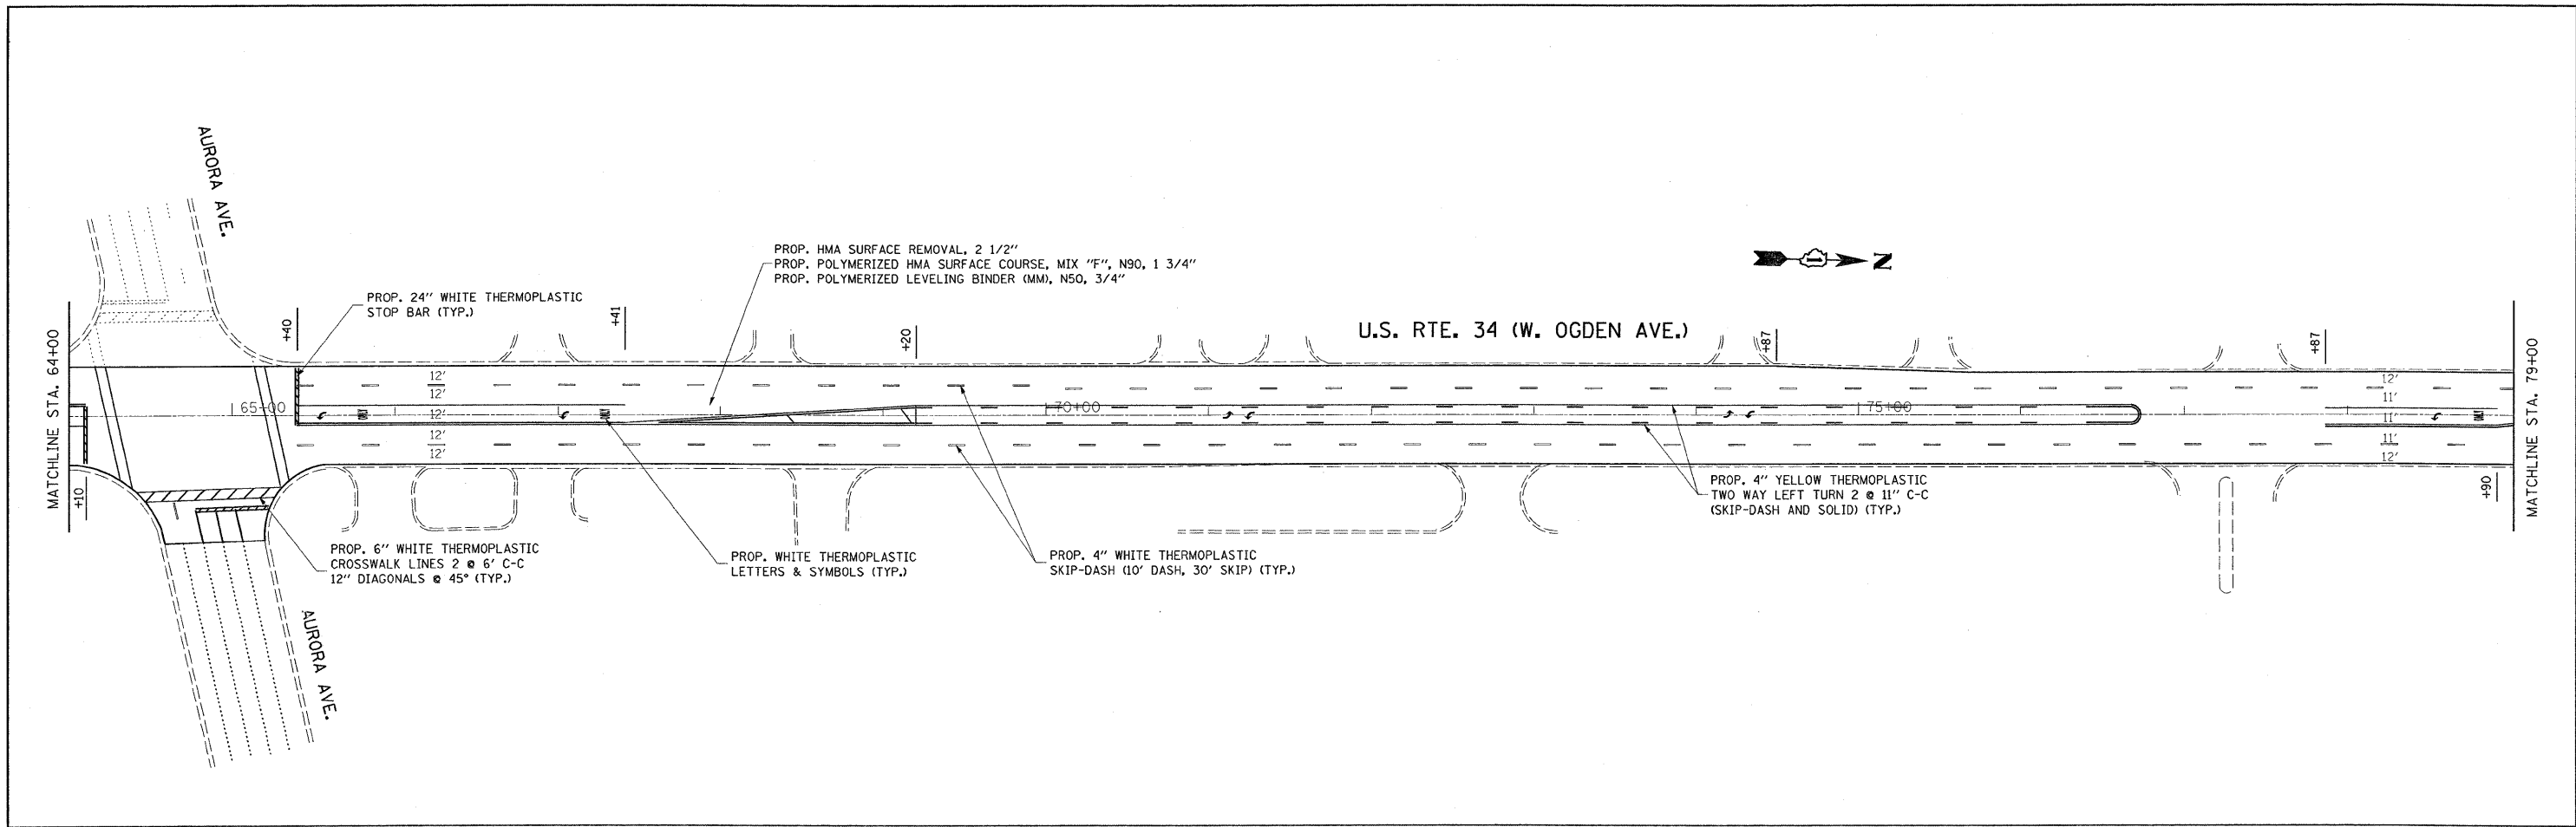 AURORA AVE.
PROP. HMA SURFACE REMOVAL, 2 1/2"
PROP. POLYMERIZED HMA SURFACE COURSE, MIX "F", N90, 1 3/4"
PROP. POLYMERIZED LEVELING BINDER (MM), N50, 3/4"
N
PROP. 24" WHITE THERMOPLASTIC
STOP BAR (TYP.)
MATCHLINE STA. 64+00
+40
+41
+20
U.S. RTE. 34 (W. OGDEN AVE.)
+87
+87
MATCHLINE STA. 79+00
12'
12'
12'
12'
12'
65+00
ONLY
ONLY
70+00
75+00
12'
11'
11'
11'
12'
ONLY
+10
+90
PROP. 6" WHITE THERMOPLASTIC
CROSSWALK LINES 2 @ 6' C-C
12" DIAGONALS @ 45° (TYP.)
PROP. WHITE THERMOPLASTIC
LETTERS & SYMBOLS (TYP.)
PROP. 4" WHITE THERMOPLASTIC
SKIP-DASH (10' DASH, 30' SKIP) (TYP.)
PROP. 4" YELLOW THERMOPLASTIC
TWO WAY LEFT TURN 2 @ 11" C-C
(SKIP-DASH AND SOLID) (TYP.)
AURORA AVE.